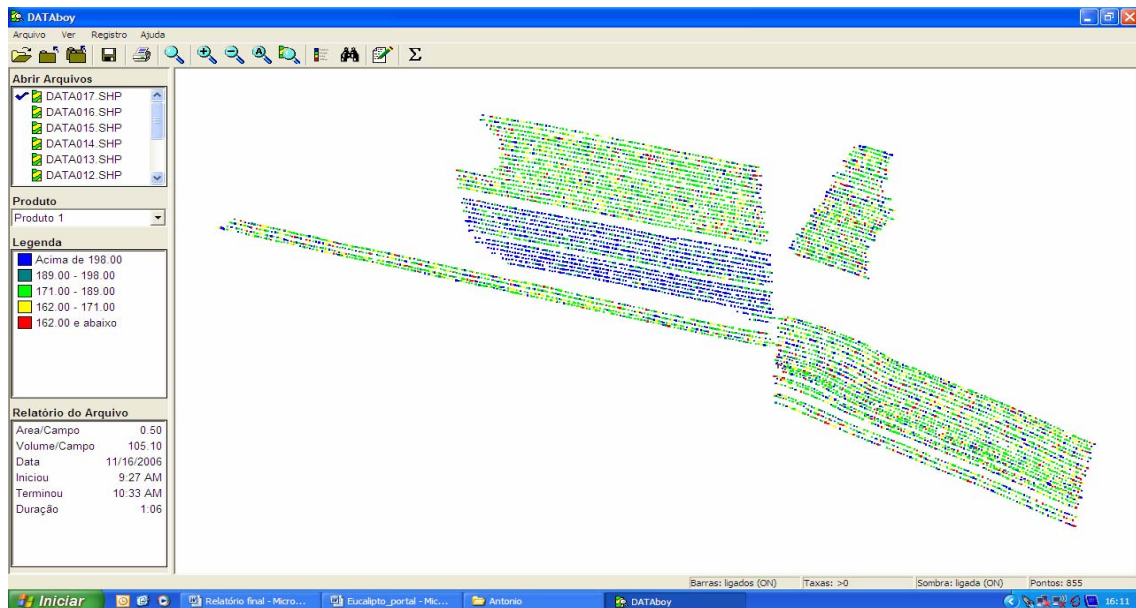 DATAboy
Arquivo Ver Registro Ajuda
Abrir Arquivos
DATA017.SHP
DATA016.SHP
DATA015.SHP
DATA014.SHP
DATA013.SHP
DATA012.SHP
Produto
Produto 1
Legenda
Acima de 198.00
189.00 - 198.00
171.00 - 189.00
162.00 - 171.00
162.00 e abaixo
Relatório do Arquivo
Area/Campo 0.50
Volume/Campo 105.10
Data 11/16/2006
Iniciou 9:27 AM
Terminou 10:33 AM
Duração 1:06
Barras: ligados (ON) Taxas: >0 Sombra: ligada (ON) Pontos: 855
Iniciar Relatório final - Micro... Eucalipto_portal - Mic... Antonio DATAboy 16:11